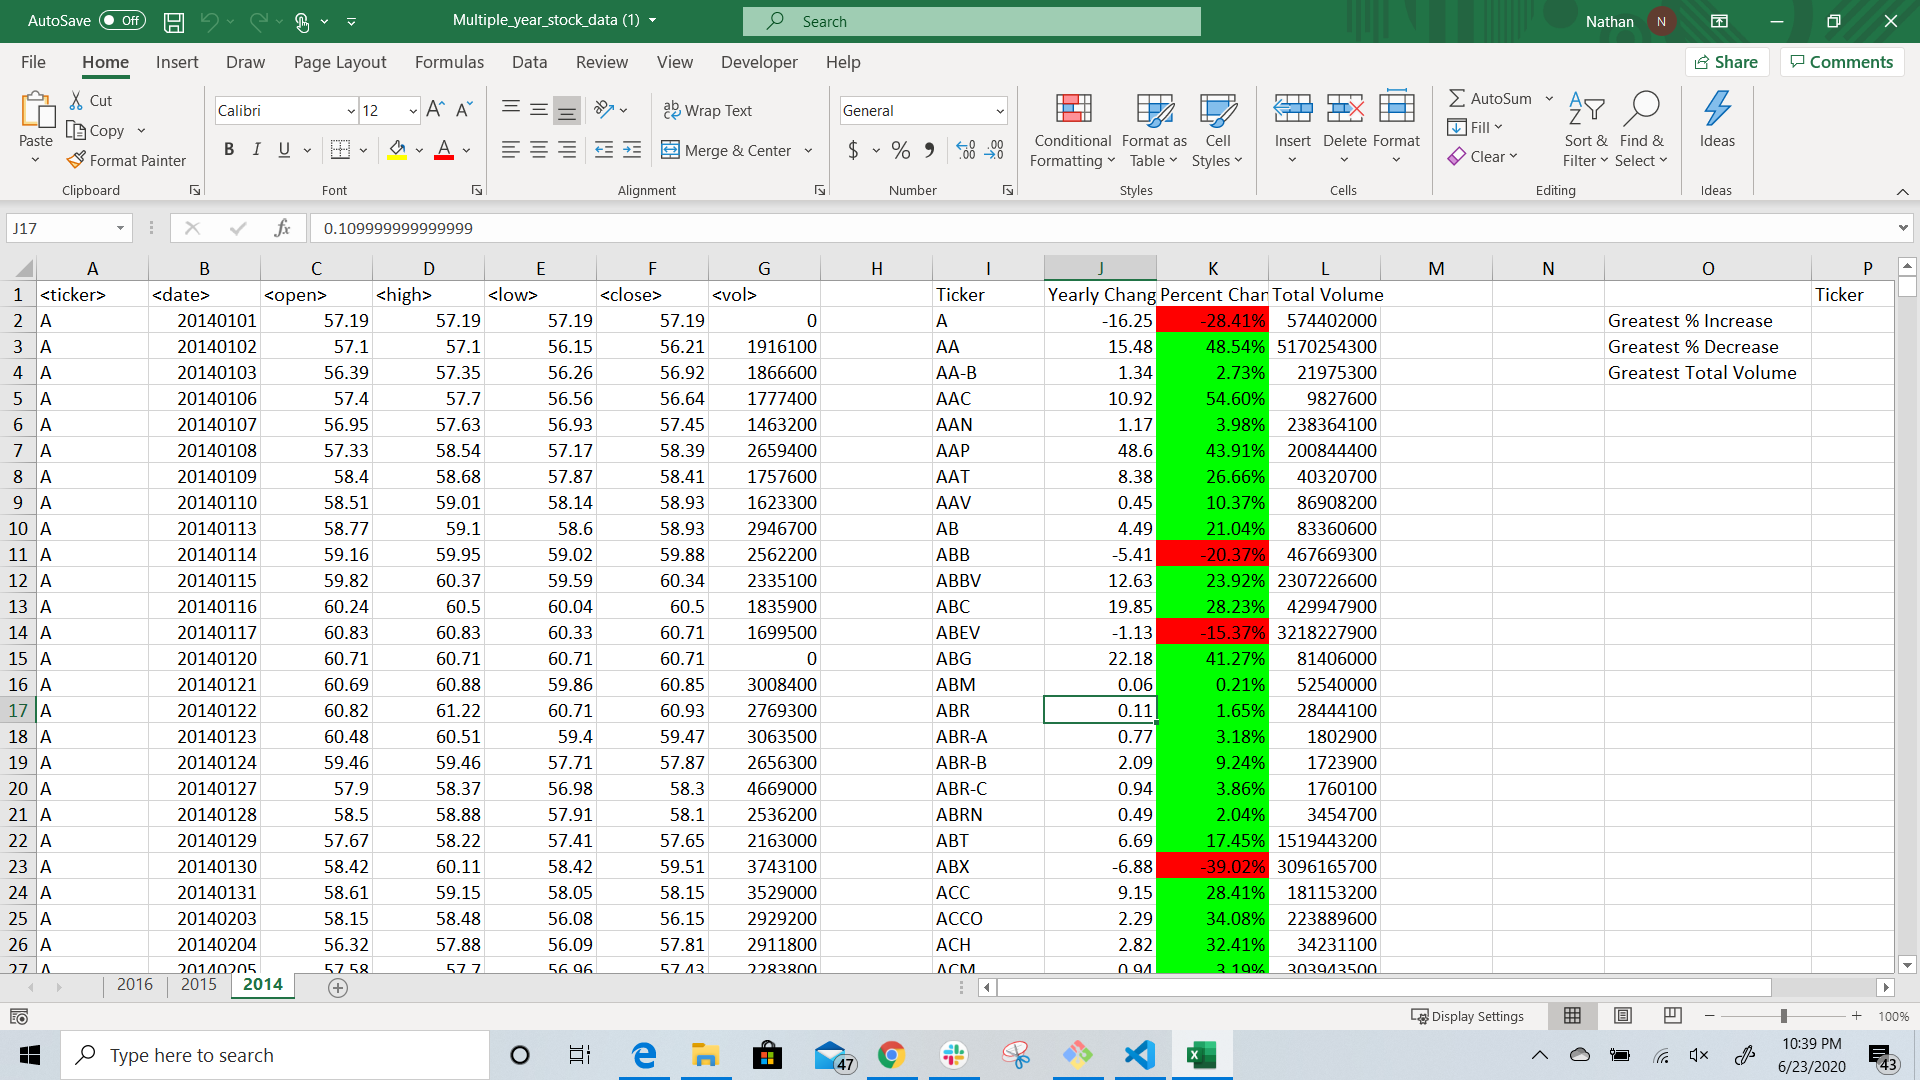 AutoSave Off Multiple_year_stock_data (1) Search Nathan N
File Home Insert Draw Page Layout Formulas Data Review View Developer Help Share Comments
Paste Cut Copy Format Painter Clipboard
Calibri 12 A A B I U A Font
ab Wrap Text Merge & Center Alignment
General $ % Number
Conditional Formatting Format as Table Cell Styles Styles
Insert Delete Format Cells
AutoSum Fill Clear Sort & Filter Find & Select Editing
Ideas Ideas
J17 fx 0.109999999999999
A B C D E F G H I J K L M N O P
1 <ticker> <date> <open> <high> <low> <close> <vol> Ticker Yearly Chang Percent Char Total Volume Ticker
2 A 20140101 57.19 57.19 57.19 57.19 0 A -16.25 -28.41% 574402000 Greatest % Increase
3 A 20140102 57.1 57.1 56.15 56.21 1916100 AA 15.48 48.54% 5170254300 Greatest % Decrease
4 A 20140103 56.39 57.35 56.26 56.92 1866600 AA-B 1.34 2.73% 21975300 Greatest Total Volume
5 A 20140106 57.4 57.7 56.56 56.64 1777400 AAC 10.92 54.60% 9827600
6 A 20140107 56.95 57.63 56.93 57.45 1463200 AAN 1.17 3.98% 238364100
7 A 20140108 57.33 58.54 57.17 58.39 2659400 AAP 48.6 43.91% 200844400
8 A 20140109 58.4 58.68 57.87 58.41 1757600 AAT 8.38 26.66% 40320700
9 A 20140110 58.51 59.01 58.14 58.93 1623300 AAV 0.45 10.37% 86908200
10 A 20140113 58.77 59.1 58.6 58.93 2946700 AB 4.49 21.04% 83360600
11 A 20140114 59.16 59.95 59.02 59.88 2562200 ABB -5.41 -20.37% 467669300
12 A 20140115 59.82 60.37 59.59 60.34 2335100 ABBV 12.63 23.92% 2307226600
13 A 20140116 60.24 60.5 60.04 60.5 1835900 ABC 19.85 28.23% 429947900
14 A 20140117 60.83 60.83 60.33 60.71 1699500 ABEV -1.13 -15.37% 3218227900
15 A 20140120 60.71 60.71 60.71 60.71 0 ABG 22.18 41.27% 81406000
16 A 20140121 60.69 60.88 59.86 60.85 3008400 ABM 0.06 0.21% 52540000
17 A 20140122 60.82 61.22 60.71 60.93 2769300 ABR 0.11 1.65% 28444100
18 A 20140123 60.48 60.51 59.4 59.47 3063500 ABR-A 0.77 3.18% 1802900
19 A 20140124 59.46 59.46 57.71 57.87 2656300 ABR-B 2.09 9.24% 1723900
20 A 20140127 57.9 58.37 56.98 58.3 4669000 ABR-C 0.94 3.86% 1760100
21 A 20140128 58.5 58.88 57.91 58.1 2536200 ABRN 0.49 2.04% 3454700
22 A 20140129 57.67 58.22 57.41 57.65 2163000 ABT 6.69 17.45% 1519443200
23 A 20140130 58.42 60.11 58.42 59.51 3743100 ABX -6.88 -39.02% 3096165700
24 A 20140131 58.61 59.15 58.05 58.15 3529000 ACC 9.15 28.41% 181153200
25 A 20140203 58.15 58.48 56.08 56.15 2929200 ACCO 2.29 34.08% 223889600
26 A 20140204 56.32 57.88 56.09 57.81 2911800 ACH 2.82 32.41% 34231100
27 A 20140205 57.58 57.7 56.96 57.43 2283800 ACM 0.94 3.19% 303943500
2016 2015 2014
Display Settings 100%
Type here to search 47 10:39 PM
6/23/2020 43